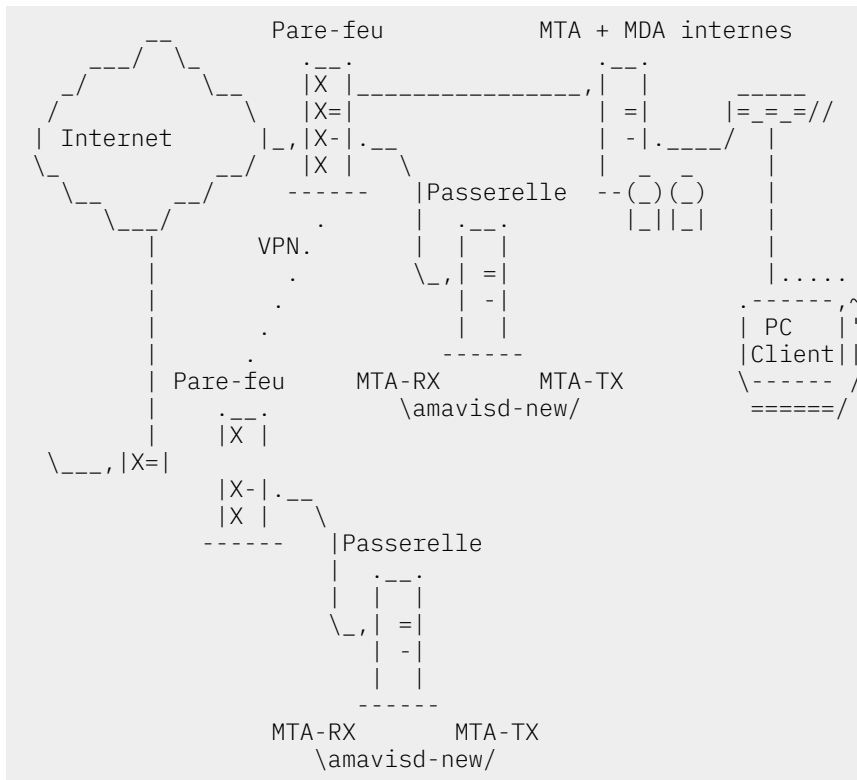 Pare-feu MTA + MDA internes
Internet
Passerelle
VPN.
PC
Client
Pare-feu MTA-RX MTA-TX
\amavisd-new/
Passerelle
MTA-RX MTA-TX
\amavisd-new/